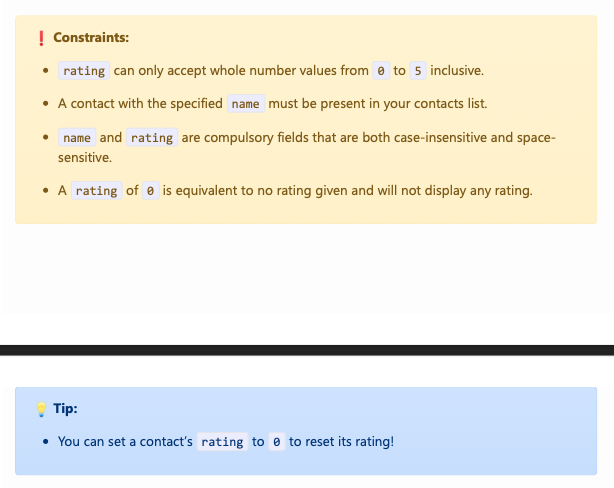 ❗ Constraints:
• rating can only accept whole number values from 0 to 5 inclusive.
• A contact with the specified name must be present in your contacts list.
• name and rating are compulsory fields that are both case-insensitive and space-
sensitive.
• A rating of 0 is equivalent to no rating given and will not display any rating.
💡 Tip:
• You can set a contact’s rating to 0 to reset its rating!